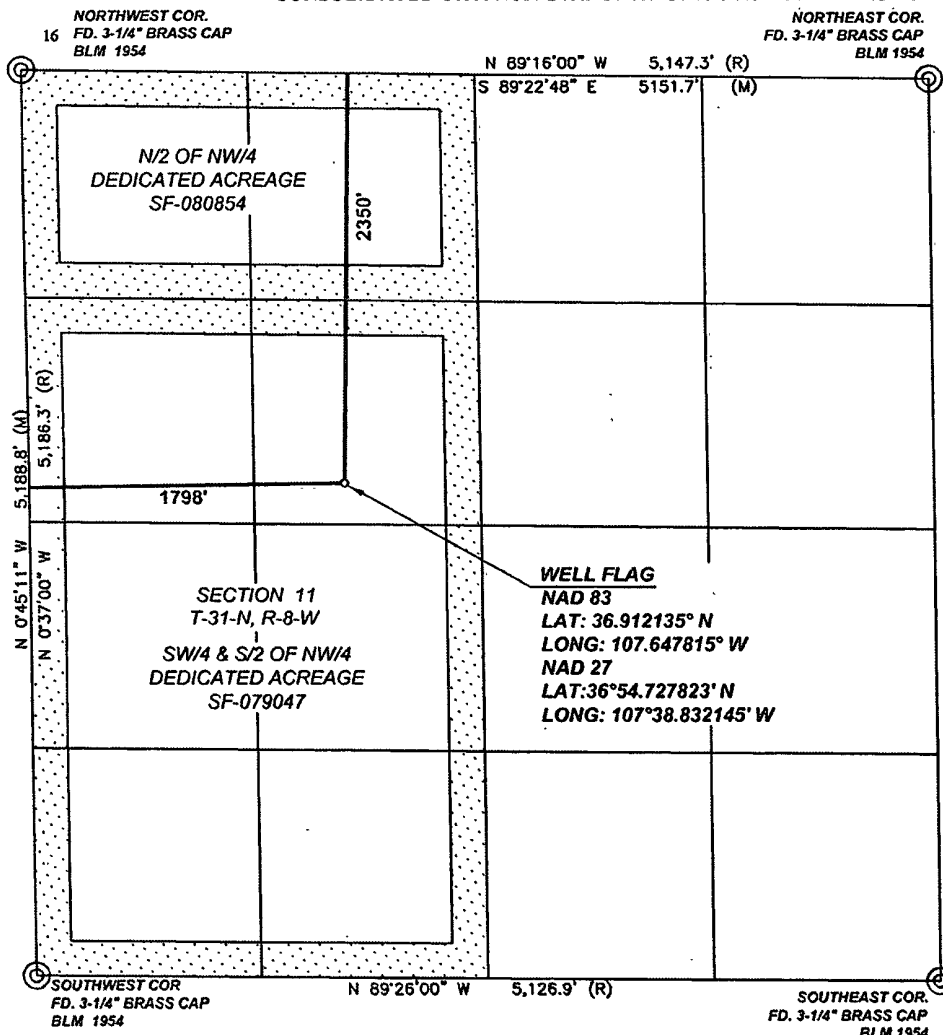 NORTHWEST COR.
16 FD. 3-1/4" BRASS CAP
BLM 1954
NORTHEAST COR.
FD. 3-1/4" BRASS CAP
BLM 1954
N 89°16'00" W 5,147.3' (R)
S 89°22'48" E 5151.7' (M)
N/2 OF NW/4
DEDICATED ACREAGE
SF-080854
2350'
N 0°45'11" W 5,188.8' (M)
N 0°37'00" W 5,186.3' (R)
1798'
WELL FLAG
NAD 83
LAT: 36.912135° N
LONG: 107.647815° W
NAD 27
LAT:36°54.727823' N
LONG: 107°38.832145' W
SECTION 11
T-31-N, R-8-W
SW/4 & S/2 OF NW/4
DEDICATED ACREAGE
SF-079047
SOUTHWEST COR
FD. 3-1/4" BRASS CAP
BLM 1954
N 89°26'00" W 5,126.9' (R)
SOUTHEAST COR.
FD. 3-1/4" BRASS CAP
BLM 1954